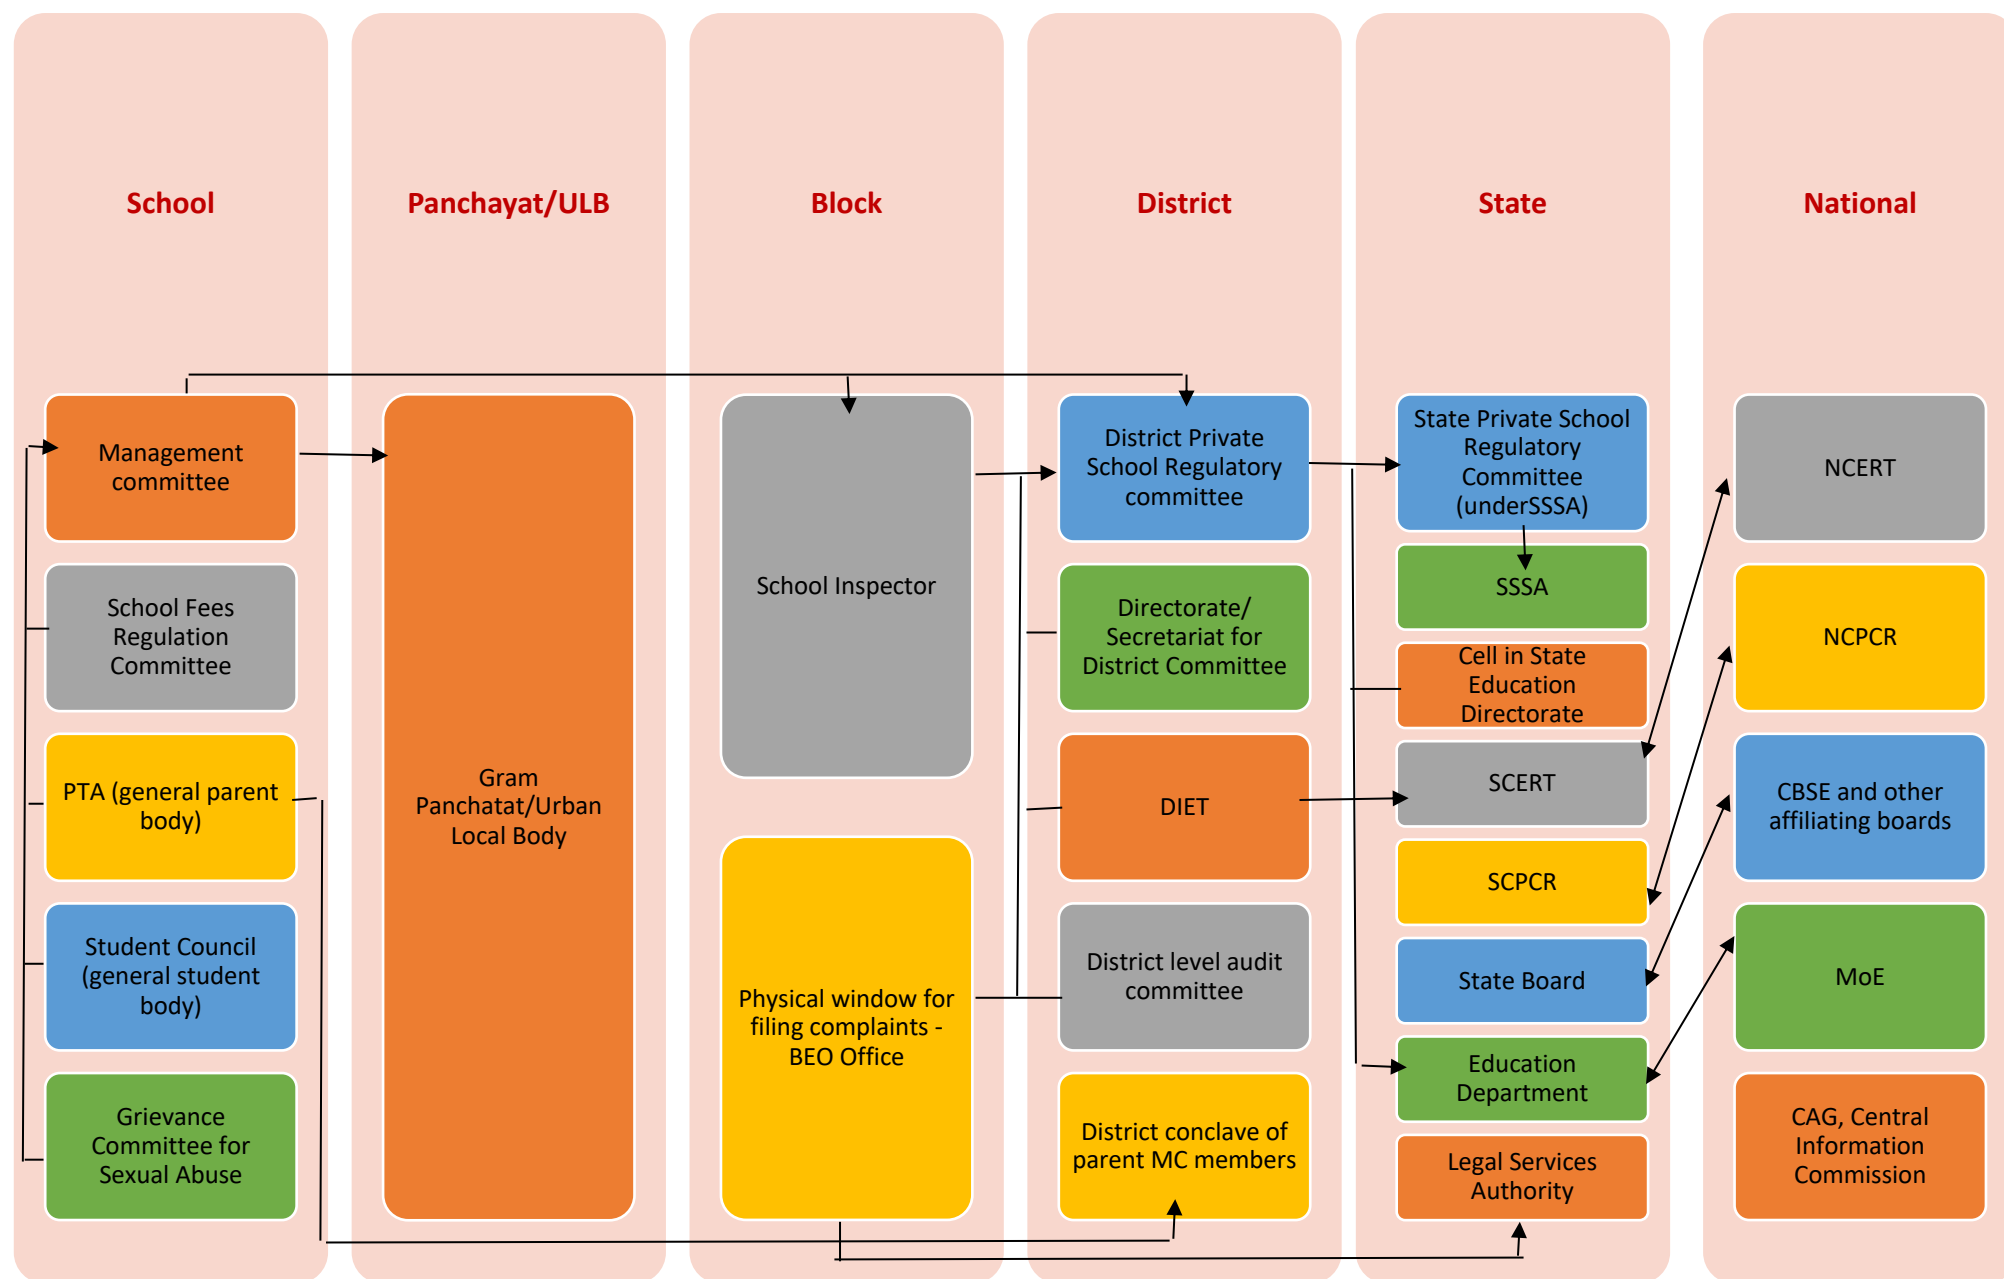 School
Panchayat/ULB
Block
District
State
National
Management
committee
School Fees
Regulation
Committee
PTA (general parent
body)
Student Council
(general student
body)
Grievance
Committee for
Sexual Abuse
Gram
Panchatat/Urban
Local Body
School Inspector
Physical window for
filing complaints -
BEO Office
District Private
School Regulatory
committee
Directorate/
Secretariat for
District Committee
DIET
District level audit
committee
District conclave of
parent MC members
State Private School
Regulatory
Committee
(underSSSA)
SSSA
Cell in State
Education
Directorate
SCERT
SCPCR
State Board
Education
Department
Legal Services
Authority
NCERT
NCPCR
CBSE and other
affiliating boards
MoE
CAG, Central
Information
Commission